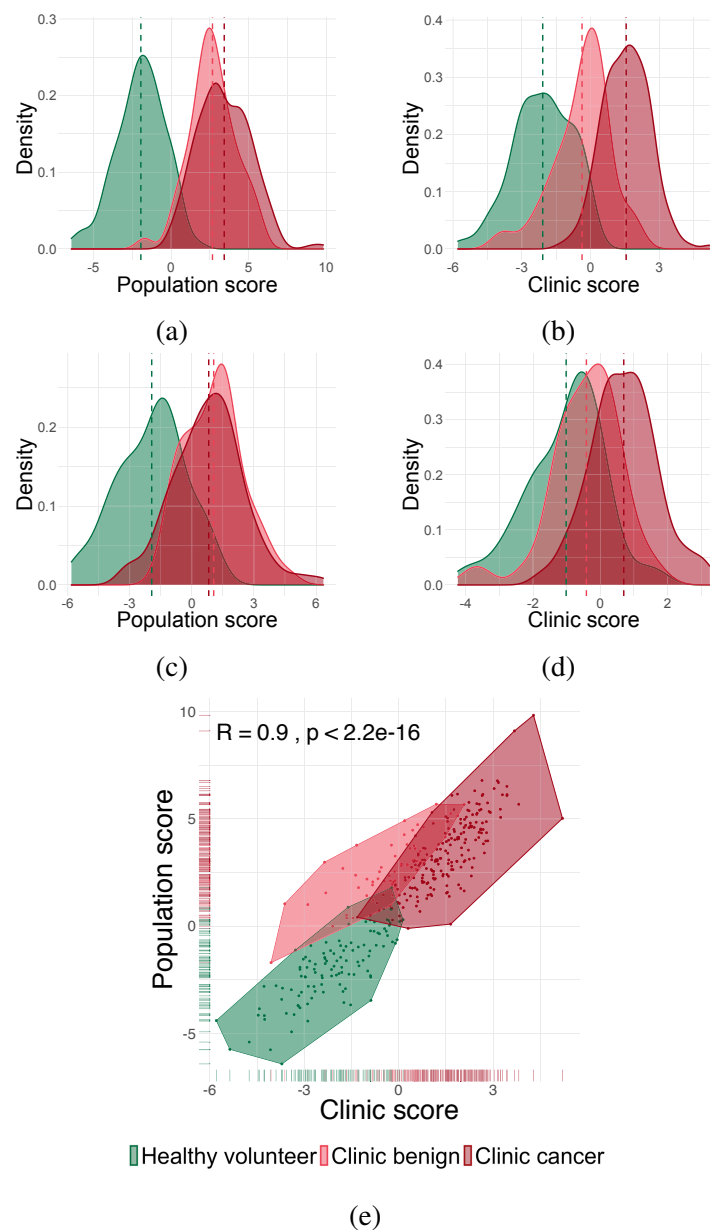 0.3
0.2
0.1
0.0
Density
-5
0
5
10
Population score
(a)
0.4
0.3
0.2
0.1
0.0
Density
-6
-3
0
3
Clinic score
(b)
0.2
0.1
0.0
Density
-6
-3
0
3
6
Population score
(c)
0.4
0.3
0.2
0.1
0.0
Density
-4
-2
0
2
Clinic score
(d)
R = 0.9 , p < 2.2e-16
10
5
0
-5
Population score
-6
-3
0
3
Clinic score
Healthy volunteer Clinic benign Clinic cancer
(e)